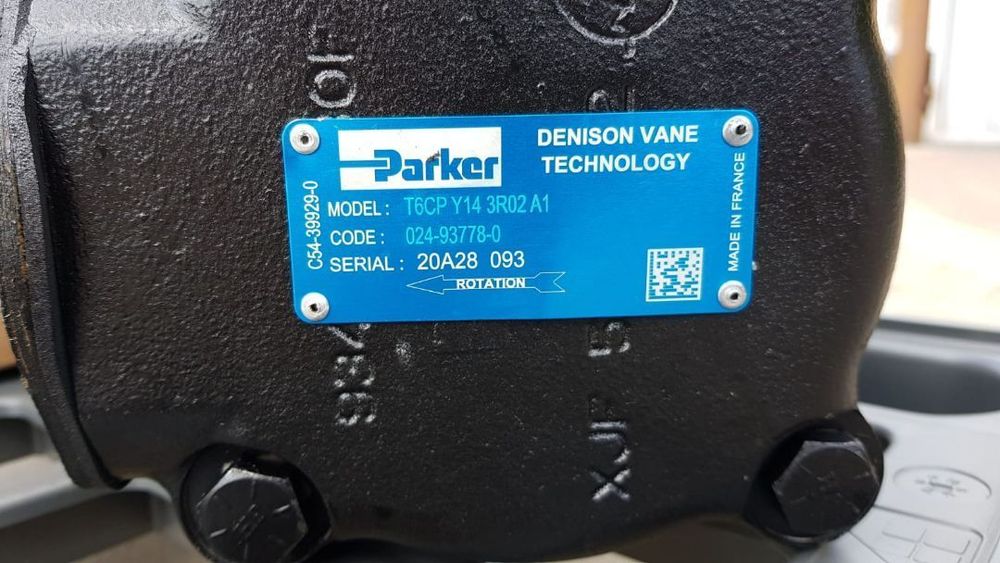 Parker
DENISON VANE
TECHNOLOGY
MODEL : T6CP Y14 3R02 A1
CODE : 024-93778-0
SERIAL : 20A28 093
ROTATION
C54-39929-0
MADE IN FRANCE